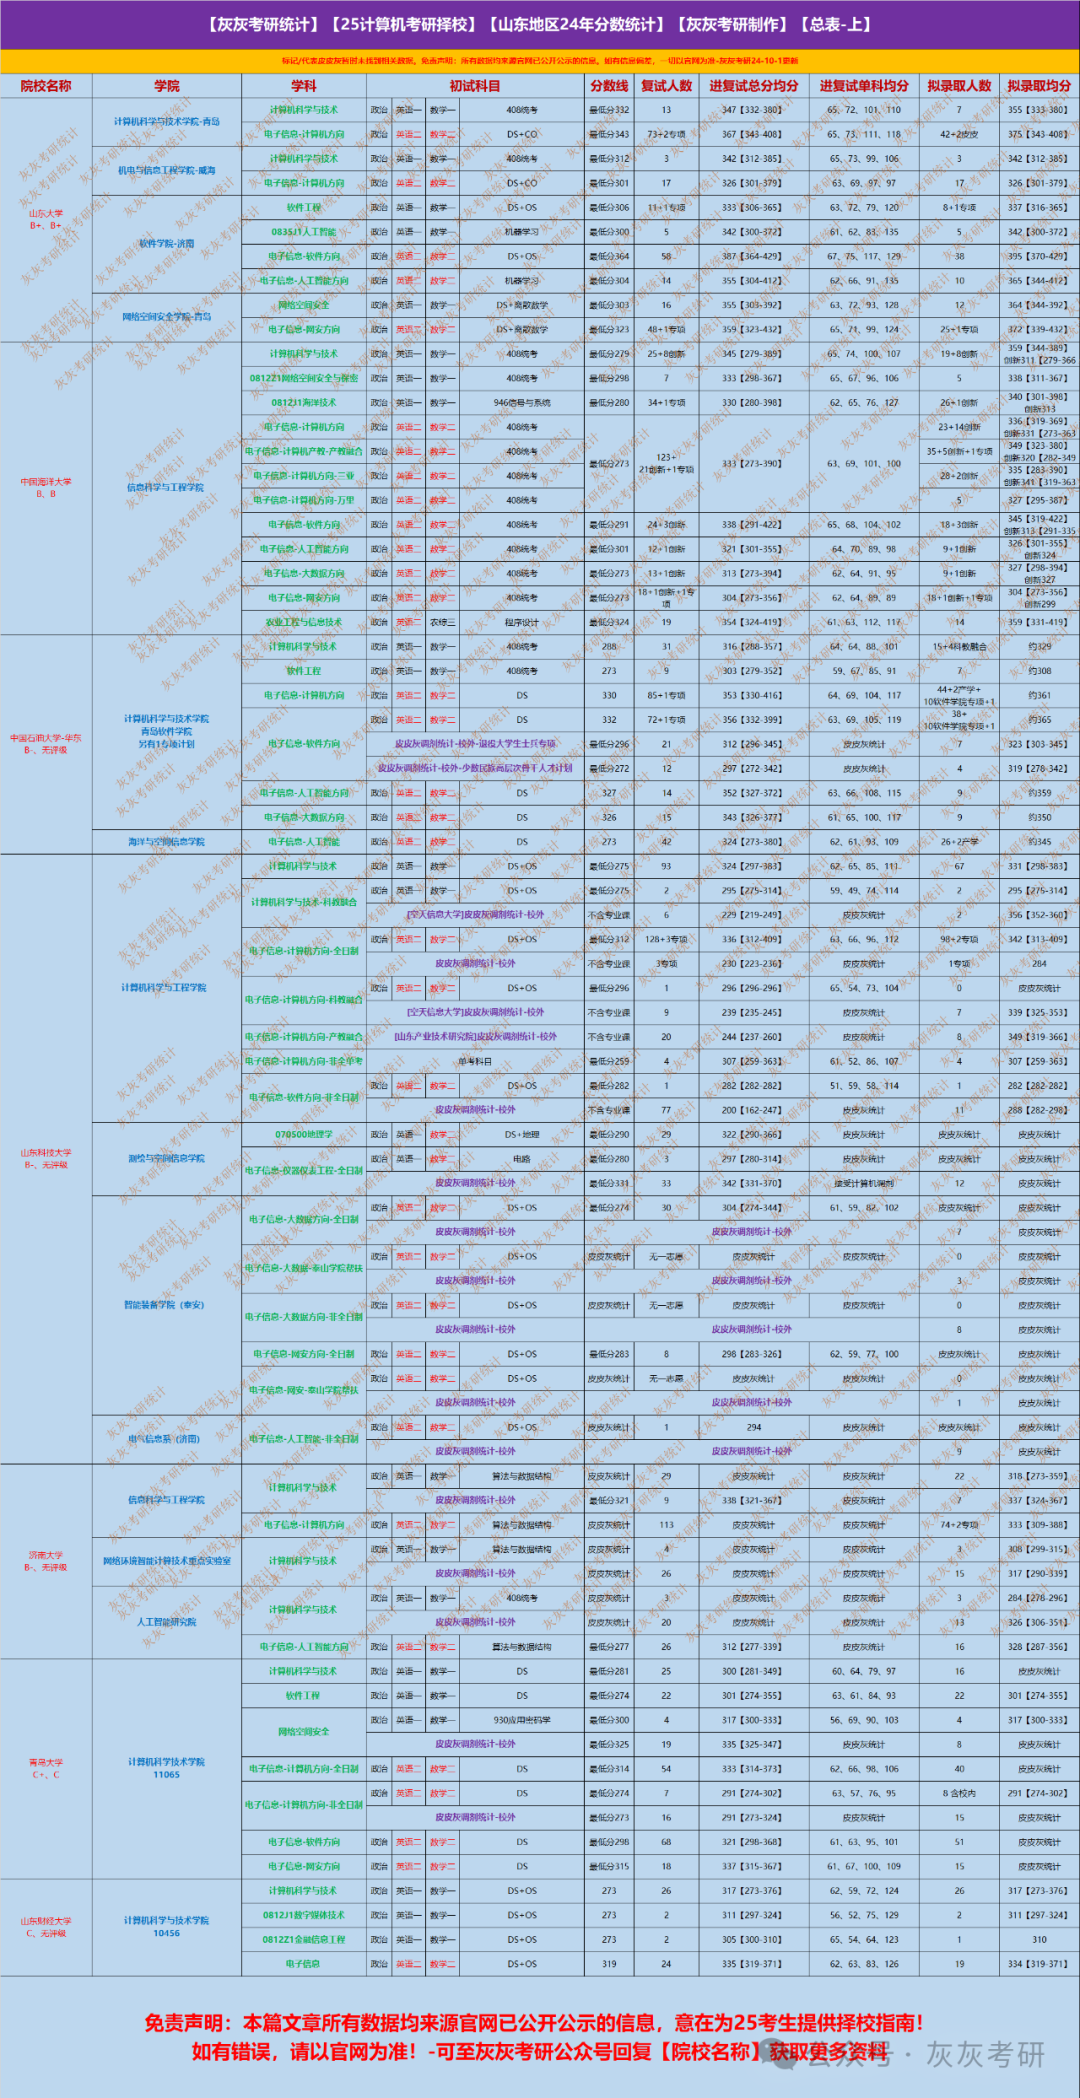 【灰灰考研统计】【25计算机考研择校】【山东地区24年分数统计】【灰灰考研制作】【总表-上】
标记/代表皮皮灰暂时未找到相关数据。免责声明：所有数据均来源官网已公开公示的信息，如有信息偏差，一切以官网为准-灰灰考研24-10-1更新
院校名称 学院 学科 初试科目 分数线 复试人数 进复试总分均分 进复试单科均分 拟录取人数 拟录取均分
山东大学
B+、B+
计算机科学与技术学院-青岛
计算机科学与技术 政治 英语一 数学一 408统考 最低分332 13 347【332-380】 65、72、101、110 7 355【333-380】
电子信息-计算机方向 政治 英语二 数学二 DS+CO 最低分343 73+2专项 367【343-408】 65、73、111、118 42+2皮皮 375【343-408】
机电与信息工程学院-威海
计算机科学与技术 政治 英语一 数学一 408统考 最低分312 3 342【312-385】 65、73、99、106 3 342【312-385】
电子信息-计算机方向 政治 英语二 数学二 DS+CO 最低分301 17 326【301-379】 63、69、97、97 17 326【301-379】
软件学院-济南
软件工程 政治 英语一 数学一 DS+OS 最低分306 11+1专项 333【306-365】 63、72、79、120 8+1专项 337【316-365】
0835J1人工智能 政治 英语一 数学一 机器学习 最低分300 5 342【300-372】 61、62、83、135 5 342【300-372】
电子信息-软件方向 政治 英语二 数学二 DS+OS 最低分364 58 387【364-429】 67、75、117、129 38 395【370-429】
电子信息-人工智能方向 政治 英语二 数学二 机器学习 最低分304 14 355【304-412】 62、66、91、135 10 365【344-412】
网络空间安全学院-青岛
网络空间安全 政治 英语一 数学一 DS+离散数学 最低分303 16 355【303-392】 63、72、93、128 12 364【344-392】
电子信息-网安方向 政治 英语二 数学二 DS+离散数学 最低分323 48+1专项 359【323-432】 65、71、99、124 25+1专项 372【339-432】
中国海洋大学
B、B
信息科学与工程学院
计算机科学与技术 政治 英语一 数学一 408统考 最低分279 25+8创新 345【279-389】 65、74、100、107 19+8创新 359【344-389】
创新311【279-366
0812Z1网络空间安全与保密 政治 英语一 数学一 408统考 最低分298 7 333【298-367】 65、67、96、106 5 338【311-367】
0812J1海洋技术 政治 英语一 数学一 946信号与系统 最低分280 34+1专项 330【280-398】 62、65、76、127 26+1创新 340【301-398】
创新313
电子信息-计算机方向 政治 英语二 数学二 408统考 23+14创新 336【319-369】
创新331【273-363
电子信息-计算机产教-产教融合 政治 英语二 数学二 408统考 35+5创新+1专项 349【323-380】
创新320【282-349
最低分273 123+
21创新+1专项 333【273-390】 63、69、101、100
电子信息-计算机方向-三亚 政治 英语二 数学二 408统考 28+2创新 335【283-390】
创新341【319-363
电子信息-计算机方向-万里 政治 英语二 数学二 408统考 5 327【295-387】
电子信息-软件方向 政治 英语二 数学二 408统考 最低分291 24+3创新 338【291-422】 65、68、104、102 18+3创新 345【319-422】
创新313【291-335
电子信息-人工智能方向 政治 英语二 数学二 408统考 最低分301 12+1创新 321【301-355】 64、70、89、98 9+1创新 326【301-355】
创新324
电子信息-大数据方向 政治 英语二 数学二 408统考 最低分273 13+1创新 313【273-394】 62、64、91、95 9+1创新 327【298-394】
创新327
电子信息-网安方向 政治 英语二 数学二 408统考 最低分273 18+1创新+1专
项 304【273-356】 62、64、89、89 18+1创新+1专项 304【273-356】
创新299
农业工程与信息技术 政治 英语二 农综三 程序设计 最低分324 19 354【324-419】 61、63、112、117 14 359【331-419】
中国石油大学-华东
B-、无评级
计算机科学与技术学院
青岛软件学院
另有1专项计划
计算机科学与技术 政治 英语一 数学一 408统考 288 31 316【288-357】 64、64、88、101 15+4科教融合 约329
软件工程 政治 英语一 数学一 408统考 273 9 303【279-352】 59、67、85、91 7 约308
电子信息-计算机方向 政治 英语二 数学二 DS 330 85+1专项 353【330-416】 64、69、104、117 44+2产学+
10软件学院专项+1 约361
电子信息-软件方向 政治 英语二 数学二 DS 332 72+1专项 356【332-399】 63、69、105、119 38+
10软件学院专项+1 约365
皮皮灰调剂统计-校外-退役大学生士兵专项 最低分296 21 312【296-345】 皮皮灰统计 7 323【303-345】
皮皮灰调剂统计-校外-少数民族高层次骨干人才计划 最低分272 12 297【272-342】 皮皮灰统计 4 319【278-342】
电子信息-人工智能方向 政治 英语二 数学二 DS 327 14 352【327-372】 63、66、108、115 9 约359
电子信息-大数据方向 政治 英语二 数学二 DS 326 15 343【326-377】 61、65、100、117 9 约350
海洋与空间信息学院 电子信息-人工智能 政治 英语二 数学二 DS 273 42 324【273-380】 62、61、93、109 26+2产学 约345
山东科技大学
B-、无评级
计算机科学与工程学院
计算机科学与技术 政治 英语一 数学一 DS+OS 最低分275 93 324【297-383】 62、65、85、111 67 331【298-383】
计算机科学与技术-科教融合 政治 英语一 数学一 DS+OS 最低分275 2 295【275-314】 59、49、74、114 2 295【275-314】
[空天信息大学]皮皮灰调剂统计-校外 不含专业课 6 229【219-249】 皮皮灰统计 2 356【352-360】
电子信息-计算机方向-全日制 政治 英语二 数学二 DS+OS 最低分312 128+3专项 336【312-409】 63、66、96、112 98+2专项 342【313-409】
皮皮灰调剂统计-校外 不含专业课 3专项 230【223-236】 皮皮灰统计 1专项 284
电子信息-计算机方向-科教融合 政治 英语二 数学二 DS+OS 最低分296 1 296【296-296】 65、54、73、104 0 皮皮灰统计
[空天信息大学]皮皮灰调剂统计-校外 不含专业课 9 239【235-245】 皮皮灰统计 7 339【325-353】
电子信息-计算机方向-产教融合 [山东产业技术研究院]皮皮灰调剂统计-校外 不含专业课 20 244【237-260】 皮皮灰统计 8 349【319-366】
电子信息-计算机方向-非全单考 单考科目 最低分259 4 307【259-363】 61、52、86、107 4 307【259-363】
电子信息-软件方向-非全日制 政治 英语二 数学二 DS+OS 最低分282 1 282【282-282】 51、59、58、114 1 282【282-282】
皮皮灰调剂统计-校外 不含专业课 77 200【162-247】 皮皮灰统计 11 288【282-298】
测绘与空间信息学院
070500地理学 政治 英语一 数学二 DS+地理 最低分290 29 322【290-366】 皮皮灰统计 皮皮灰统计 皮皮灰统计
电子信息-仪器仪表工程-全日制 政治 英语一 数学二 电路 最低分280 3 297【280-314】 皮皮灰统计 皮皮灰统计 皮皮灰统计
皮皮灰调剂统计-校外 最低分331 33 342【331-370】 接受计算机调剂 12 皮皮灰统计
智能装备学院（泰安）
电子信息-大数据方向-全日制 政治 英语二 数学二 DS+OS 最低分274 30 304【274-344】 61、59、82、102 皮皮灰统计 皮皮灰统计
皮皮灰调剂统计-校外 皮皮灰调剂统计-校外 7 皮皮灰统计
电子信息-大数据-泰山学院帮扶 政治 英语二 数学二 DS+OS 皮皮灰统计 无一志愿 皮皮灰统计 皮皮灰统计 0 皮皮灰统计
皮皮灰调剂统计-校外 皮皮灰调剂统计-校外 3 皮皮灰统计
电子信息-大数据方向-非全日制 政治 英语二 数学二 DS+OS 皮皮灰统计 无一志愿 皮皮灰统计 皮皮灰统计 0 皮皮灰统计
皮皮灰调剂统计-校外 皮皮灰调剂统计-校外 8 皮皮灰统计
电子信息-网安方向-全日制 政治 英语二 数学二 DS+OS 最低分283 8 298【283-326】 62、59、77、100 皮皮灰统计 皮皮灰统计
电子信息-网安-泰山学院帮扶 政治 英语二 数学二 DS+OS 皮皮灰统计 无一志愿 皮皮灰统计 皮皮灰统计 0 皮皮灰统计
皮皮灰调剂统计-校外 皮皮灰调剂统计-校外 1 皮皮灰统计
电气信息系（济南）
电子信息-人工智能-非全日制 政治 英语二 数学二 DS+OS 皮皮灰统计 1 294 皮皮灰统计 皮皮灰统计 皮皮灰统计
皮皮灰调剂统计-校外 皮皮灰调剂统计-校外 9 皮皮灰统计
济南大学
B-、无评级
信息科学与工程学院
计算机科学与技术 政治 英语一 数学一 算法与数据结构 皮皮灰统计 29 皮皮灰统计 皮皮灰统计 22 318【273-359】
皮皮灰调剂统计-校外 最低分321 9 338【321-367】 皮皮灰统计 7 337【324-367】
电子信息-计算机方向 政治 英语二 数学二 算法与数据结构 皮皮灰统计 113 皮皮灰统计 皮皮灰统计 74+2专项 333【309-388】
网络环境智能计算技术重点实验室
计算机科学与技术 政治 英语一 数学一 算法与数据结构 皮皮灰统计 4 皮皮灰统计 皮皮灰统计 3 308【299-315】
皮皮灰调剂统计-校外 皮皮灰统计 26 皮皮灰统计 皮皮灰统计 15 317【290-339】
人工智能研究院
计算机科学与技术 政治 英语一 数学一 408统考 皮皮灰统计 3 皮皮灰统计 皮皮灰统计 3 284【278-296】
皮皮灰调剂统计-校外 皮皮灰统计 20 皮皮灰统计 皮皮灰统计 13 326【306-351】
电子信息-人工智能方向 政治 英语二 数学二 算法与数据结构 最低分277 26 312【277-339】 皮皮灰统计 16 328【287-356】
青岛大学
C+、C
计算机科学技术学院
11065
计算机科学与技术 政治 英语一 数学一 DS 最低分281 25 300【281-349】 60、64、79、97 16 皮皮灰统计
软件工程 政治 英语一 数学一 DS 最低分274 22 301【274-355】 63、61、84、93 22 301【274-355】
网络空间安全 政治 英语一 数学一 930应用密码学 最低分300 4 317【300-333】 56、69、90、103 4 317【300-333】
皮皮灰调剂统计-校外 最低分325 19 335【325-347】 皮皮灰统计 8 皮皮灰统计
电子信息-计算机方向-全日制 政治 英语二 数学二 DS 最低分314 54 333【314-373】 62、66、98、106 40 皮皮灰统计
电子信息-计算机方向-非全日制 政治 英语二 数学二 DS 最低分274 7 291【274-302】 63、57、76、95 8 含校内 291【274-302】
皮皮灰调剂统计-校外 最低分273 16 291【273-324】 皮皮灰统计 15 皮皮灰统计
电子信息-软件方向 政治 英语二 数学二 DS 最低分298 68 321【298-368】 61、63、95、101 51 皮皮灰统计
电子信息-网安方向 政治 英语二 数学二 DS 最低分315 18 337【315-367】 61、67、100、109 15 皮皮灰统计
山东财经大学
C、无评级
计算机科学与技术学院
10456
计算机科学与技术 政治 英语一 数学一 DS+OS 273 26 317【273-376】 62、59、72、124 26 317【273-376】
0812J1数字媒体技术 政治 英语一 数学一 DS+OS 273 2 311【297-324】 56、52、75、129 2 311【297-324】
0812Z1金融信息工程 政治 英语一 数学一 DS+OS 273 2 305【300-310】 65、54、64、123 1 310
电子信息 政治 英语二 数学二 DS+OS 319 24 335【319-371】 62、63、83、126 19 334【319-371】
免责声明：本篇文章所有数据均来源官网已公开公示的信息，意在为25考生提供择校指南！
如有错误，请以官网为准！-可至灰灰考研公众号回复【院校名称】获取更多资料
公众号·灰灰考研